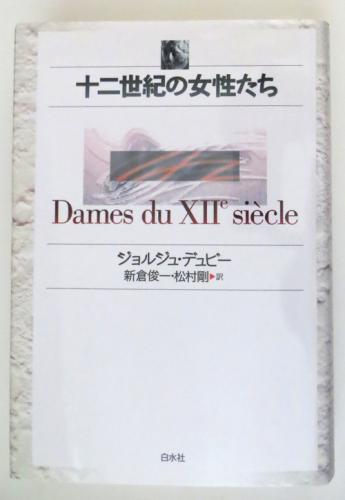 十二世紀の女性たち
Dames du XIIe siècle
ジョルジュ・デュビー
新倉俊一・松村剛▶訳
白水社